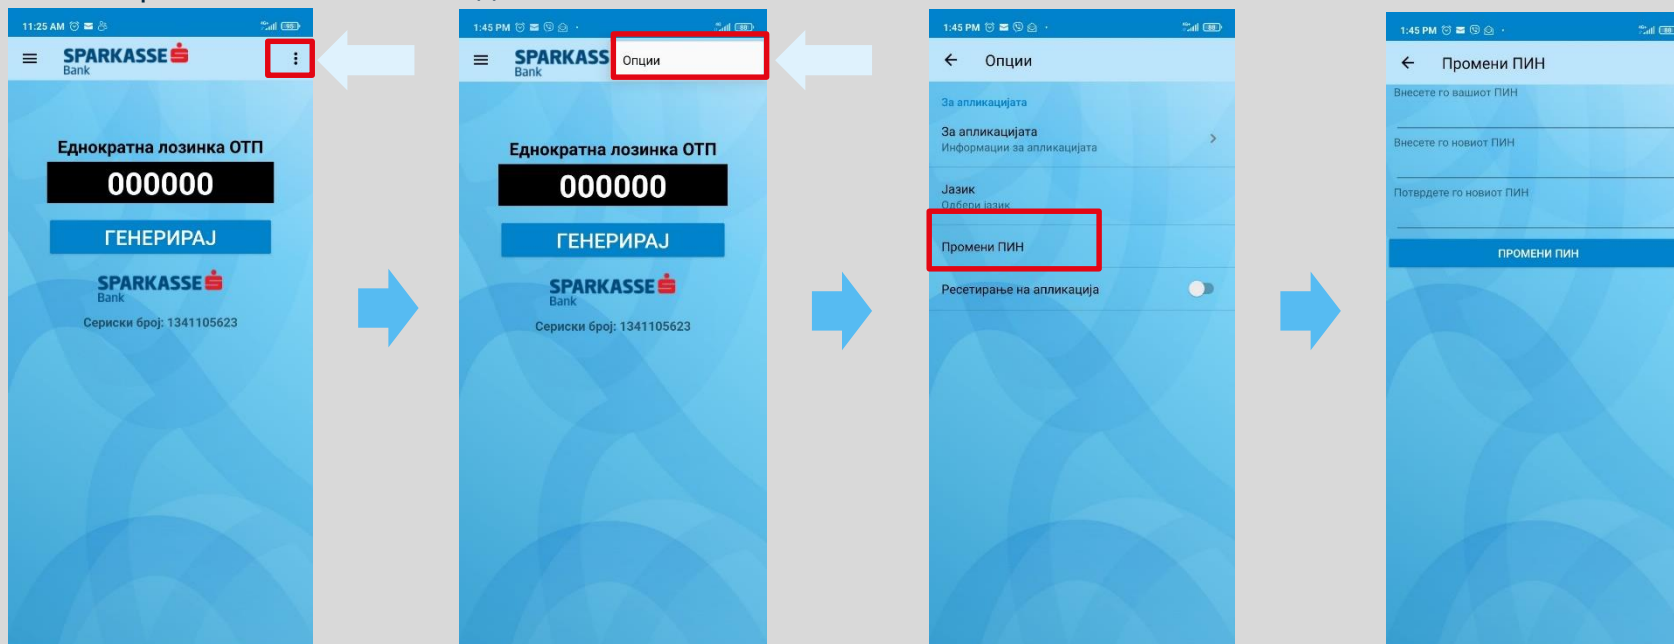 11:25 AM
SPARKASSE
Bank
Еднократна лозинка ОТП
000000
ГЕНЕРИРАЈ
SPARKASSE
Bank
Сериски број: 1341105623
1:45 PM
SPARKASS
Bank
Опции
Еднократна лозинка ОТП
000000
ГЕНЕРИРАЈ
SPARKASSE
Bank
Сериски број: 1341105623
1:45 PM
Опции
За апликацијата
За апликацијата
Информации за апликацијата
Јазик
Одбери јазик
Промени ПИН
Ресетирање на апликација
1:45 PM
Промени ПИН
Внесете го вашиот ПИН
Внесете го новиот ПИН
Потврдете го новиот ПИН
ПРОМЕНИ ПИН